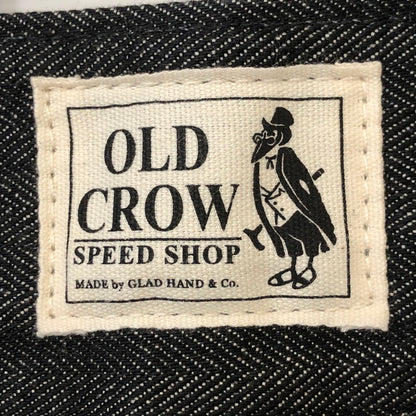 OLD
CROW
SPEED SHOP
MADE by GLAD HAND & Co.